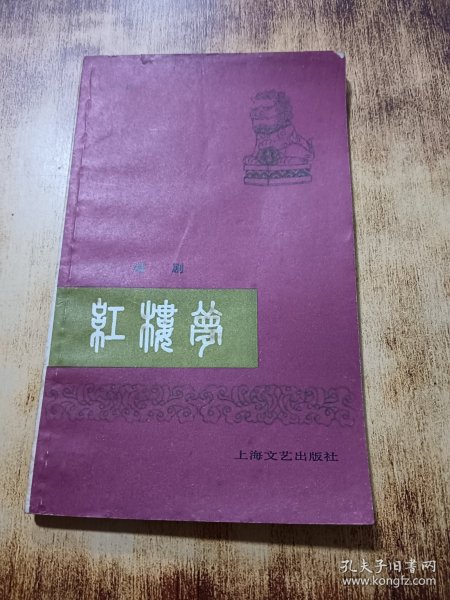 越 剧
紅樓夢
上海文艺出版社
孔夫子旧书网
www.kongfz.com